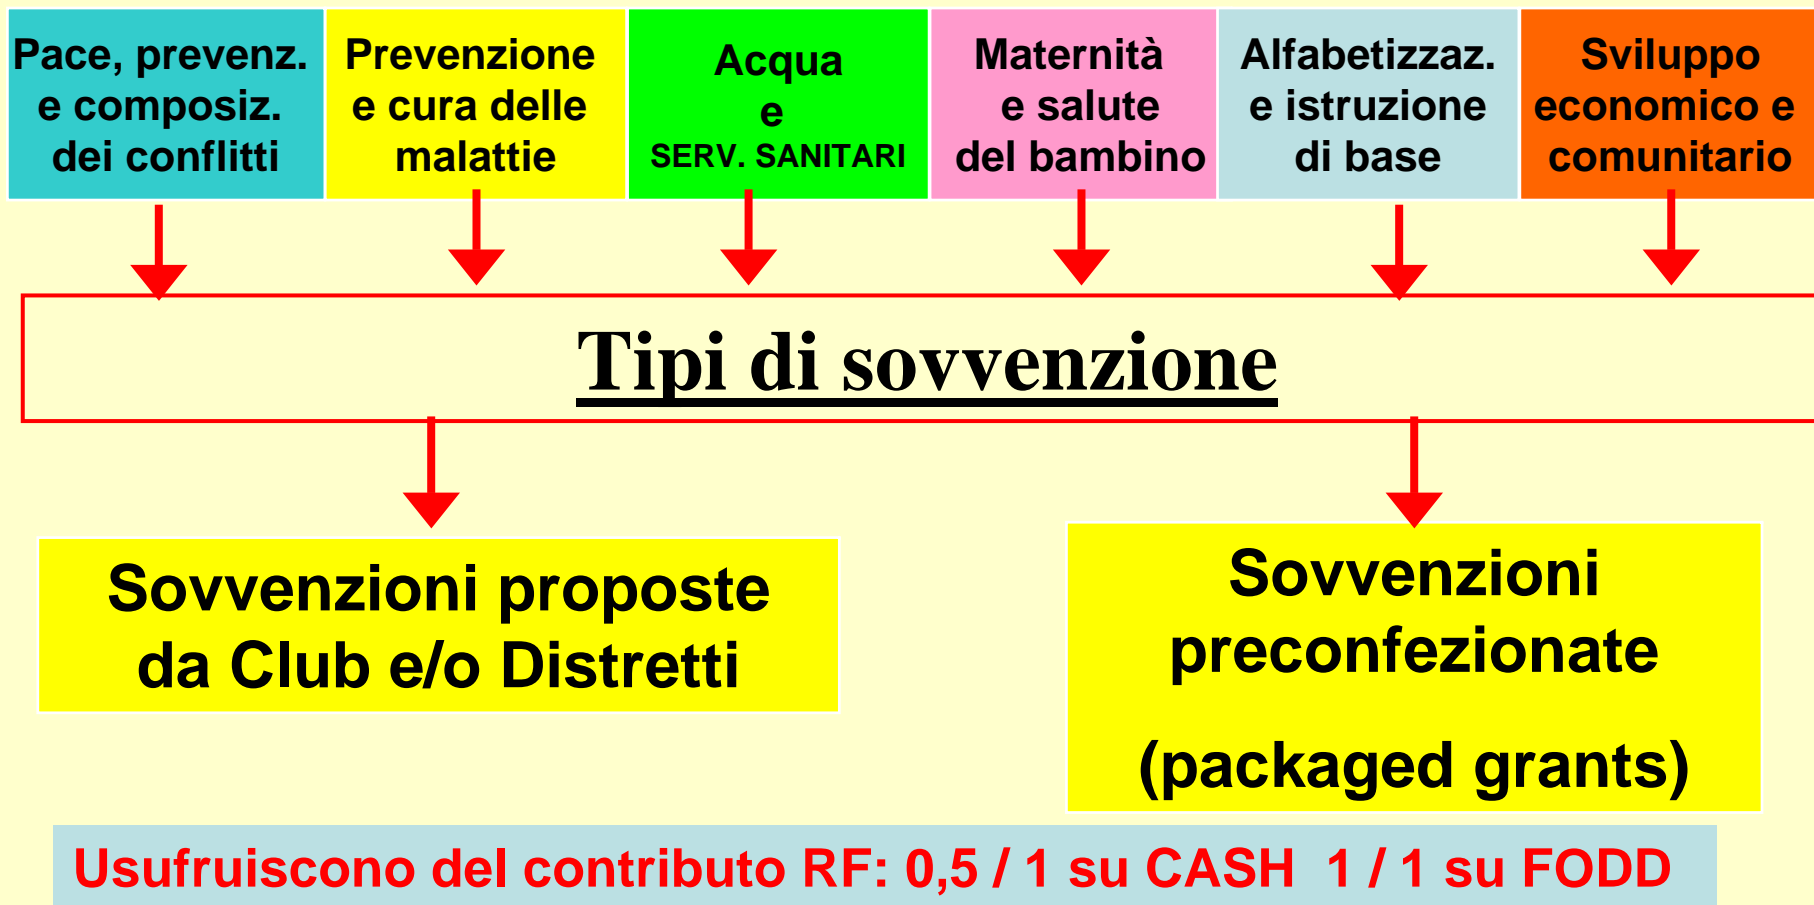 Pace, prevenz.
e composiz.
dei conflitti
Prevenzione
e cura delle
malattie
Acqua
e
SERV. SANITARI
Maternità
e salute
del bambino
Alfabetizzaz.
e istruzione
di base
Sviluppo
economico e
comunitario
Tipi di sovvenzione
Sovvenzioni proposte
da Club e/o Distretti
Sovvenzioni
preconfezionate
(packaged grants)
Usufruiscono del contributo RF: 0,5 / 1 su CASH 1 / 1 su FODD